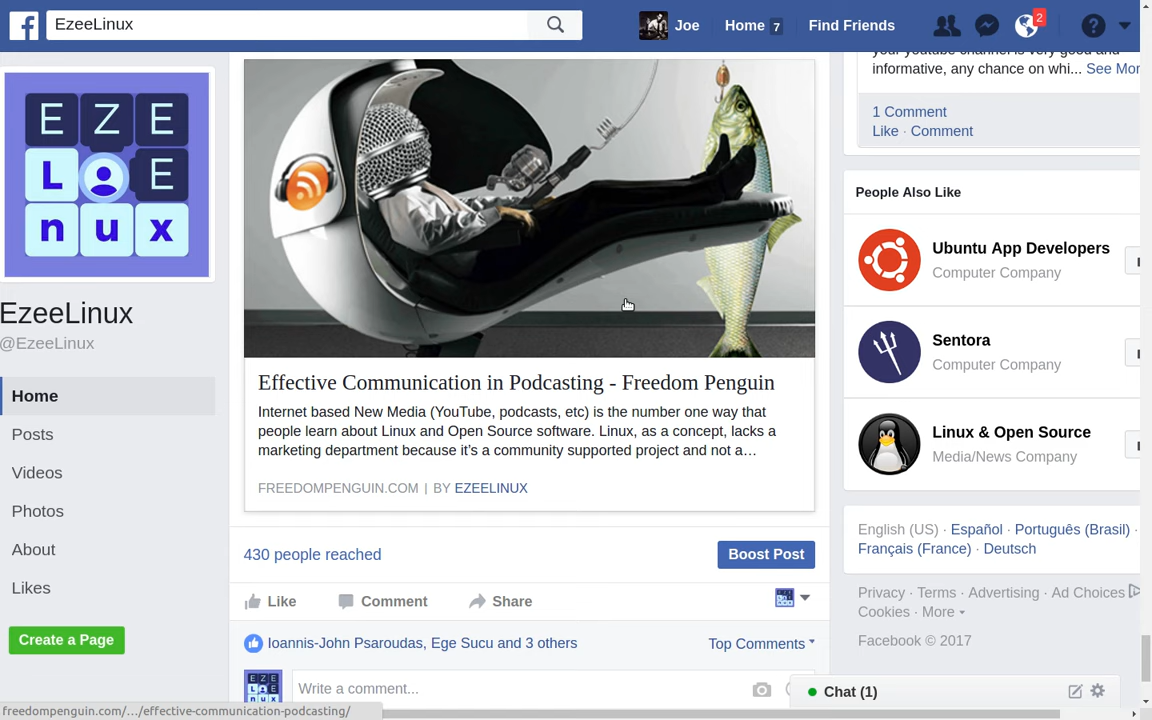 EzeeLinux
Joe
Home 7
Find Friends
2
E Z E
L E
n u x
EzeeLinux
@EzeeLinux
Home
Posts
Videos
Photos
About
Likes
Create a Page
Effective Communication in Podcasting - Freedom Penguin
Internet based New Media (YouTube, podcasts, etc) is the number one way that
people learn about Linux and Open Source software. Linux, as a concept, lacks a
marketing department because it’s a community supported project and not a…
FREEDOMPENGUIN.COM | BY EZEELINUX
430 people reached
Boost Post
Like
Comment
Share
Ioannis-John Psaroudas, Ege Sucu and 3 others
Top Comments
Write a comment...
your youtube channel is very good and
informative, any chance on whi... See Mor
1 Comment
Like · Comment
People Also Like
Ubuntu App Developers
Computer Company
Sentora
Computer Company
Linux & Open Source
Media/News Company
English (US) · Español · Português (Brasil) ·
Français (France) · Deutsch
Privacy · Terms · Advertising · Ad Choices
Cookies · More
Facebook © 2017
Chat (1)
freedompenguin.com/…/effective-communication-podcasting/